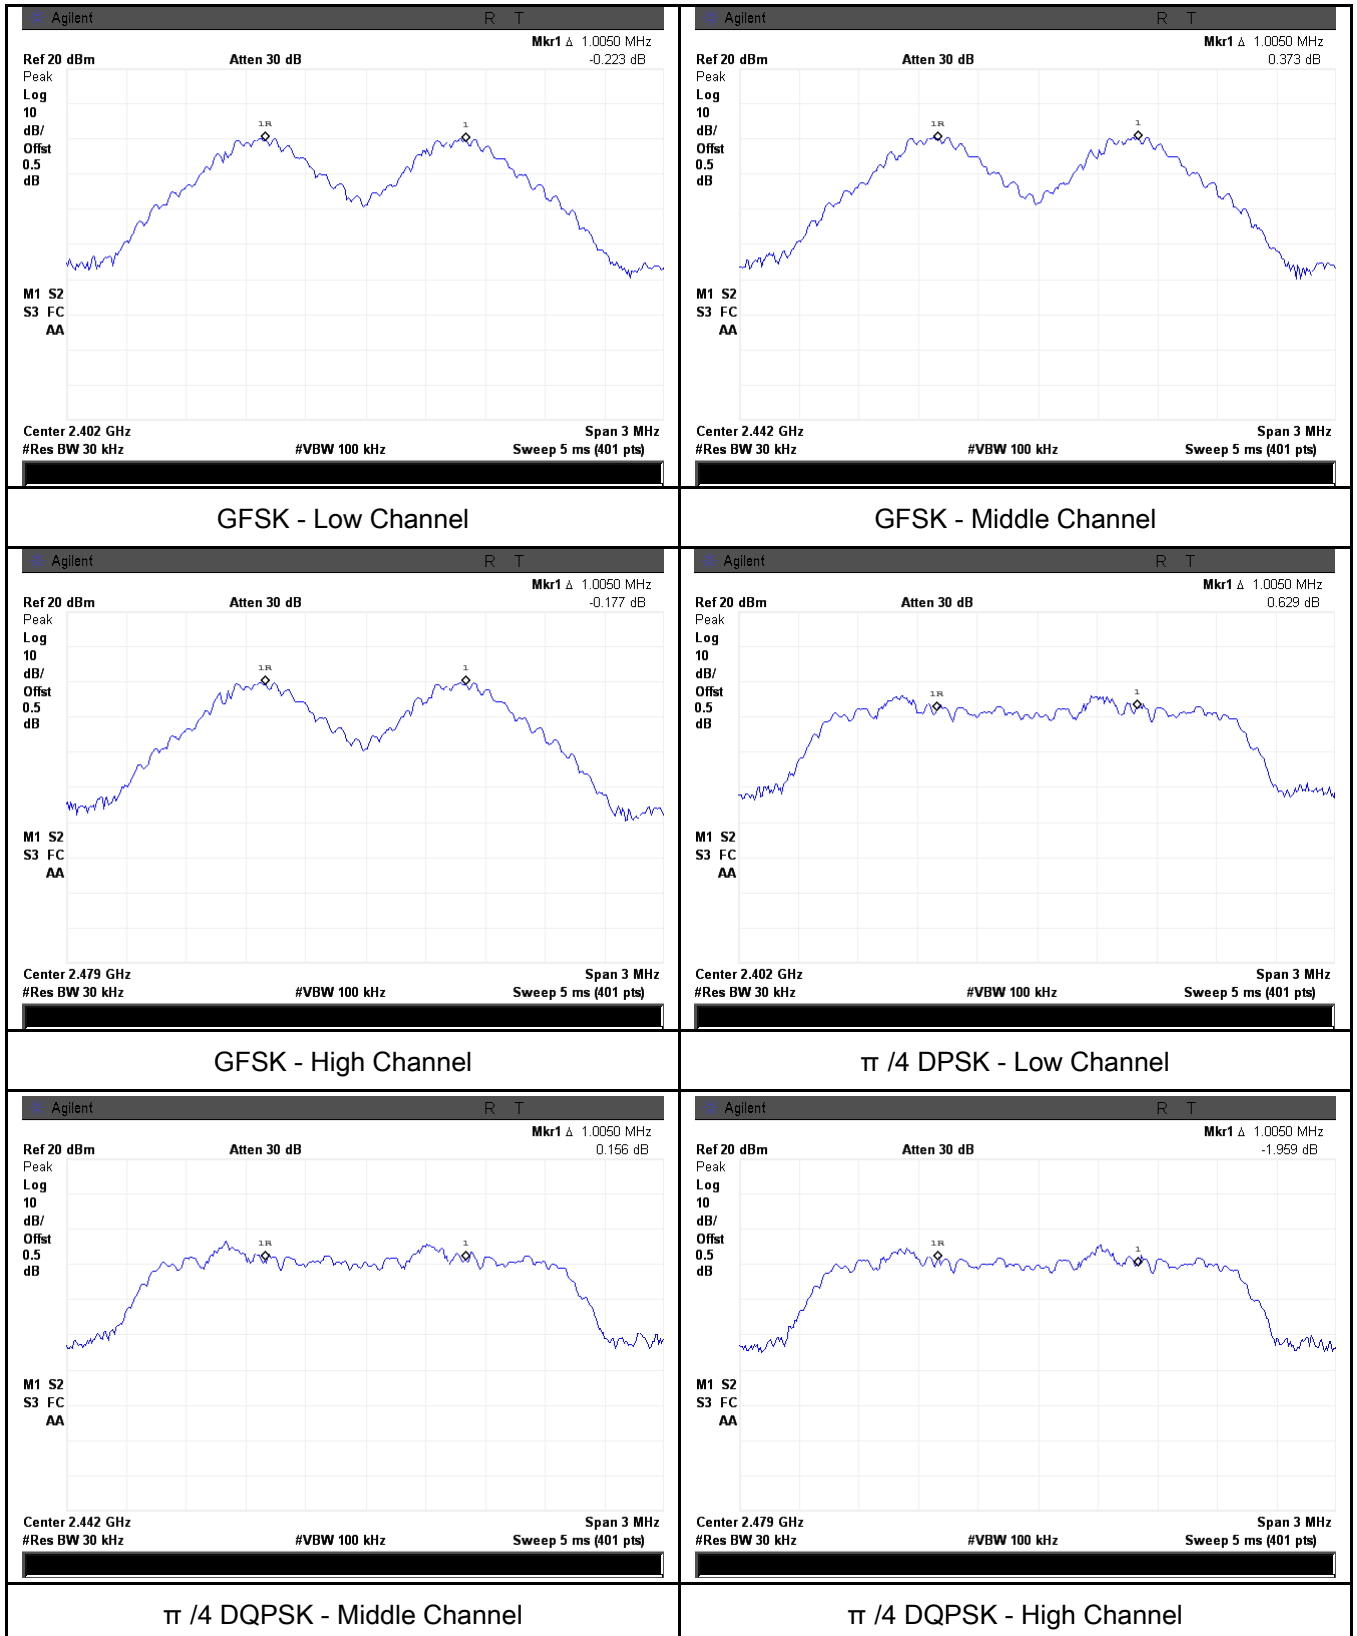 Agilent R T
Mkr1 Δ 1.0050 MHz
Ref 20 dBm Atten 30 dB -0.223 dB
Peak
Log
10
dB/
Offst
0.5
dB
1R 1
M1 S2
S3 FC
AA
Center 2.402 GHz Span 3 MHz
#Res BW 30 kHz #VBW 100 kHz Sweep 5 ms (401 pts)
GFSK - Low Channel
Agilent R T
Mkr1 Δ 1.0050 MHz
Ref 20 dBm Atten 30 dB 0.373 dB
Peak
Log
10
dB/
Offst
0.5
dB
1R 1
M1 S2
S3 FC
AA
Center 2.442 GHz Span 3 MHz
#Res BW 30 kHz #VBW 100 kHz Sweep 5 ms (401 pts)
GFSK - Middle Channel
Agilent R T
Mkr1 Δ 1.0050 MHz
Ref 20 dBm Atten 30 dB -0.177 dB
Peak
Log
10
dB/
Offst
0.5
dB
1R 1
M1 S2
S3 FC
AA
Center 2.479 GHz Span 3 MHz
#Res BW 30 kHz #VBW 100 kHz Sweep 5 ms (401 pts)
GFSK - High Channel
Agilent R T
Mkr1 Δ 1.0050 MHz
Ref 20 dBm Atten 30 dB 0.629 dB
Peak
Log
10
dB/
Offst
0.5
dB
1R 1
M1 S2
S3 FC
AA
Center 2.402 GHz Span 3 MHz
#Res BW 30 kHz #VBW 100 kHz Sweep 5 ms (401 pts)
π /4 DPSK - Low Channel
Agilent R T
Mkr1 Δ 1.0050 MHz
Ref 20 dBm Atten 30 dB 0.156 dB
Peak
Log
10
dB/
Offst
0.5
dB
1R 1
M1 S2
S3 FC
AA
Center 2.442 GHz Span 3 MHz
#Res BW 30 kHz #VBW 100 kHz Sweep 5 ms (401 pts)
π /4 DQPSK - Middle Channel
Agilent R T
Mkr1 Δ 1.0050 MHz
Ref 20 dBm Atten 30 dB -1.959 dB
Peak
Log
10
dB/
Offst
0.5
dB
1R 1
M1 S2
S3 FC
AA
Center 2.479 GHz Span 3 MHz
#Res BW 30 kHz #VBW 100 kHz Sweep 5 ms (401 pts)
π /4 DQPSK - High Channel